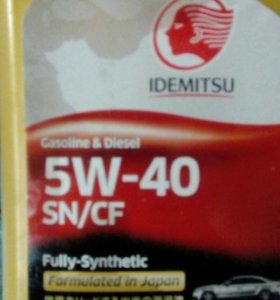 IDEMITSU
Gasoline & Diesel
5W-40
SN/CF
Fully-Synthetic
Formulated in Japan